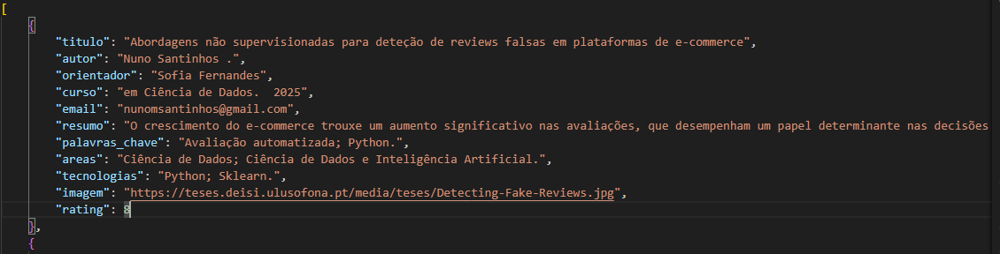 [
{
"titulo": "Abordagens não supervisionadas para deteção de reviews falsas em plataformas de e-commerce",
"autor": "Nuno Santinhos .",
"orientador": "Sofia Fernandes",
"curso": "em Ciência de Dados.  2025",
"email": "nunomsantinhos@gmail.com",
"resumo": "O crescimento do e-commerce trouxe um aumento significativo nas avaliações, que desempenham um papel determinante nas decisões
"palavras_chave": "Avaliação automatizada; Python.",
"areas": "Ciência de Dados; Ciência de Dados e Inteligência Artificial.",
"tecnologias": "Python; Sklearn.",
"imagem": "https://teses.deisi.ulusofona.pt/media/teses/Detecting-Fake-Reviews.jpg",
"rating": 8
},
{